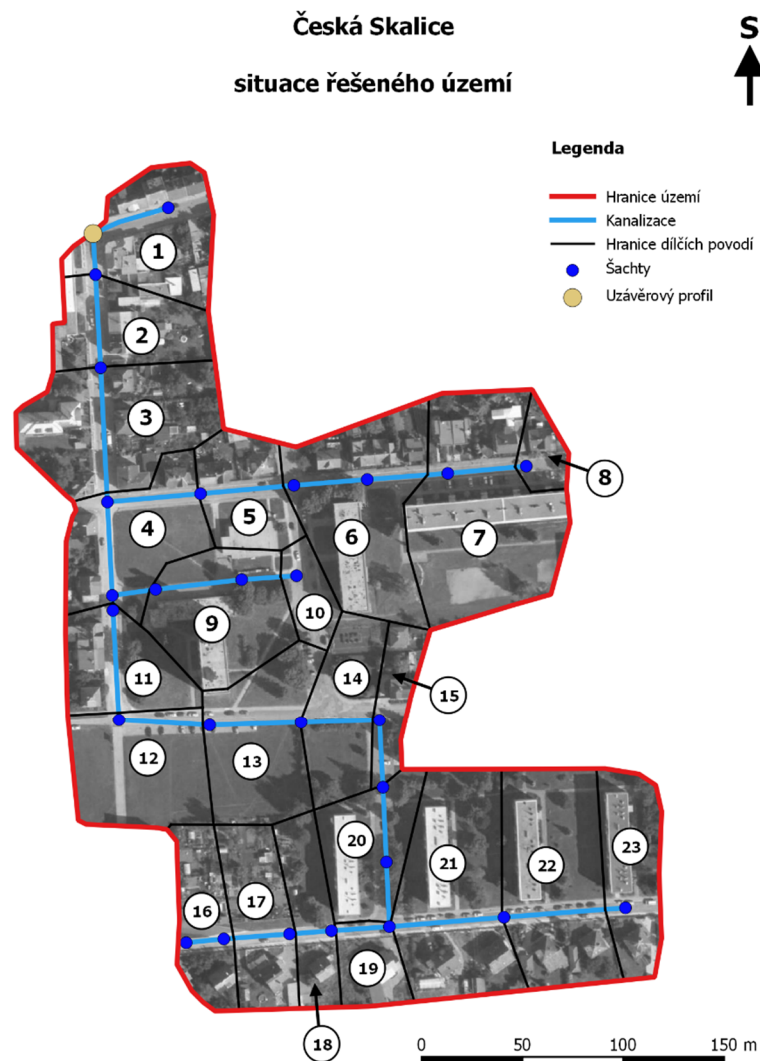 Česká Skalice
S
situace řešeného území
Legenda
Hranice území
Kanalizace
Hranice dílčích povodí
Šachty
Uzávěrový profil
1
2
3
4
5
6
7
8
9
10
11
12
13
14
15
16
17
18
19
20
21
22
23
0 50 100 150 m